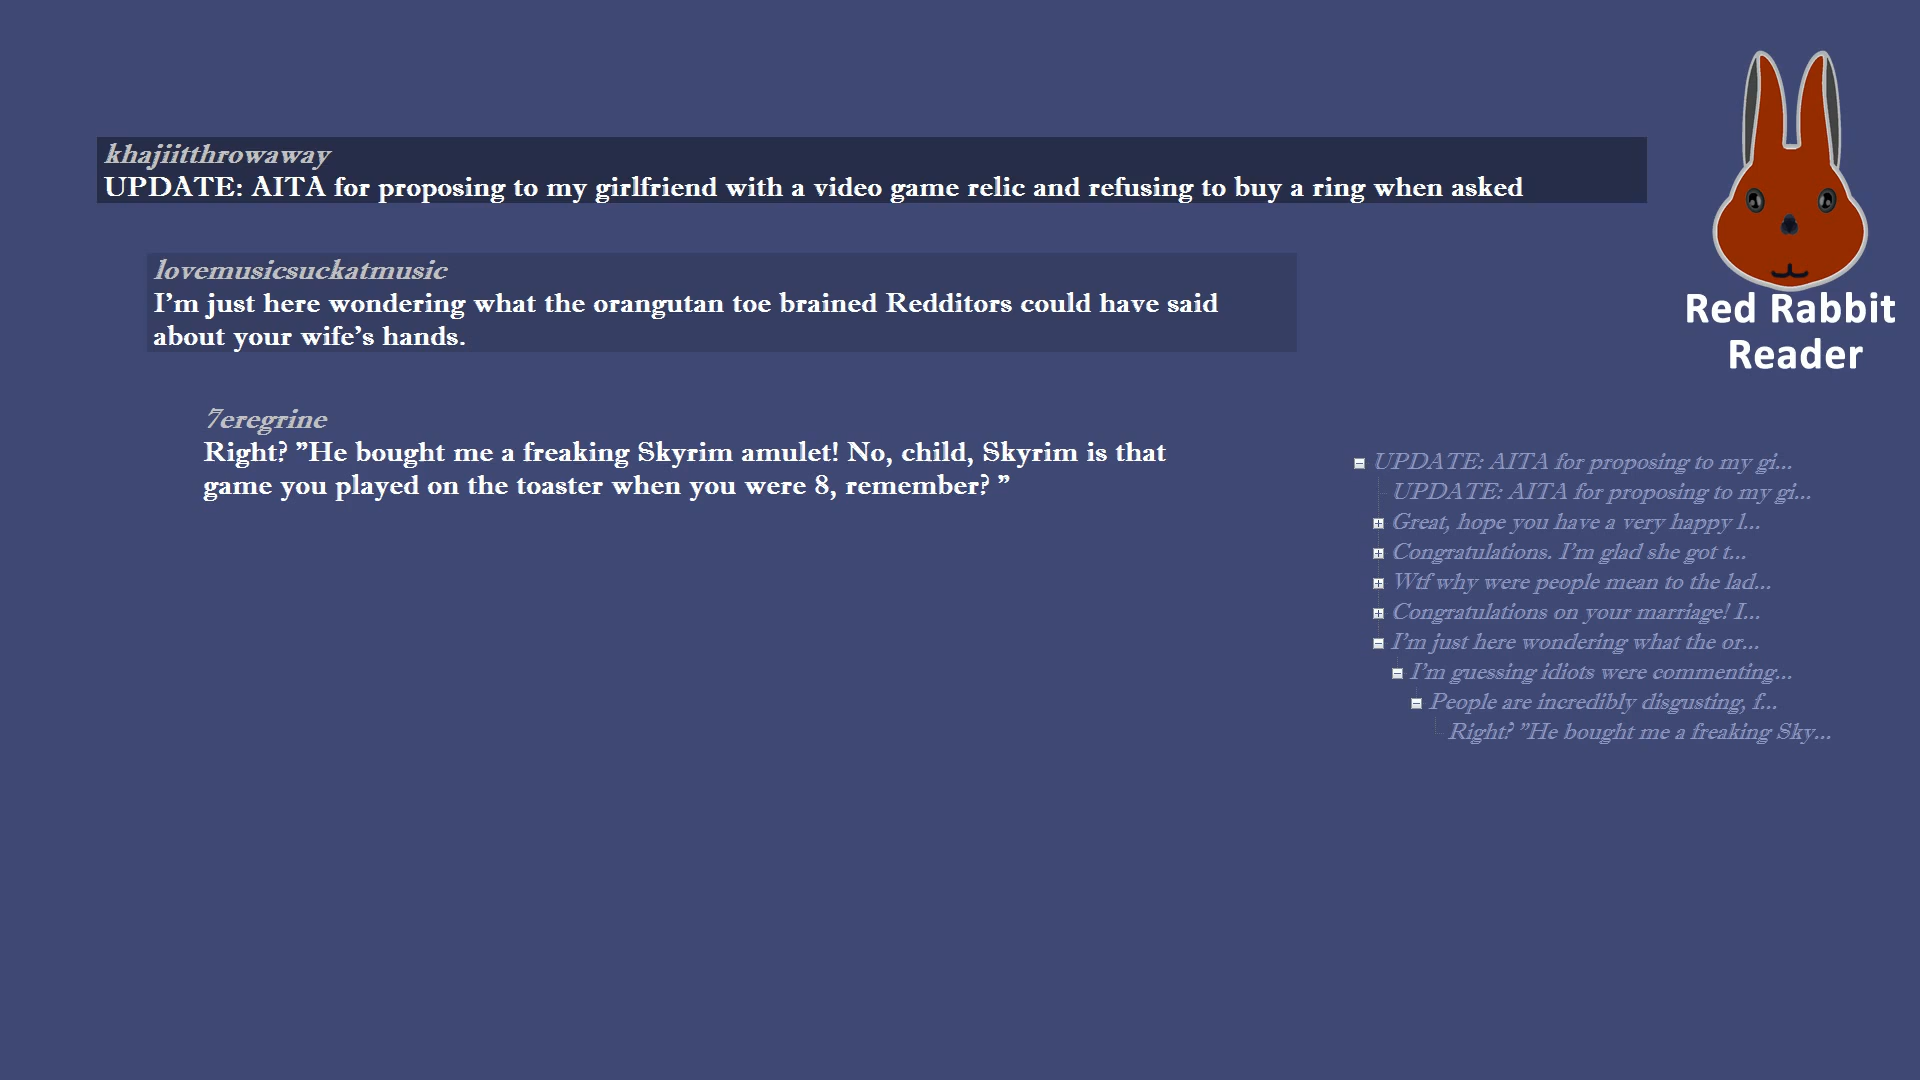 khajiitthrowaway
UPDATE: AITA for proposing to my girlfriend with a video game relic and refusing to buy a ring when asked
lovemusicsuckatmusic
I'm just here wondering what the orangutan toe brained Redditors could have said
about your wife's hands.
7eregrine
Right? "He bought me a freaking Skyrim amulet! No, child, Skyrim is that
game you played on the toaster when you were 8, remember? "
Red Rabbit
Reader
UPDATE: AITA for proposing to my gi...
UPDATE: AITA for proposing to my gi...
Great, hope you have a very happy l...
Congratulations. I'm glad she got t...
Wtf why were people mean to the lad...
Congratulations on your marriage! I...
I'm just here wondering what the or...
I'm guessing idiots were commenting...
People are incredibly disgusting, f...
Right? "He bought me a freaking Sky...